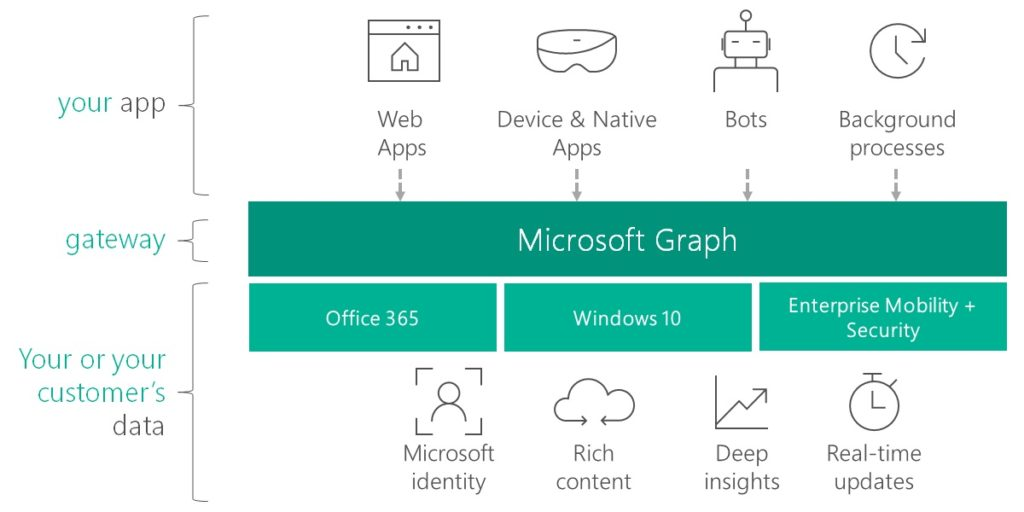 your app
Web
Apps
Device & Native
Apps
Bots
Background
processes
gateway
Microsoft Graph
Your or your
customer's
data
Office 365
Windows 10
Enterprise Mobility +
Security
Microsoft
identity
Rich
content
Deep
insights
Real-time
updates